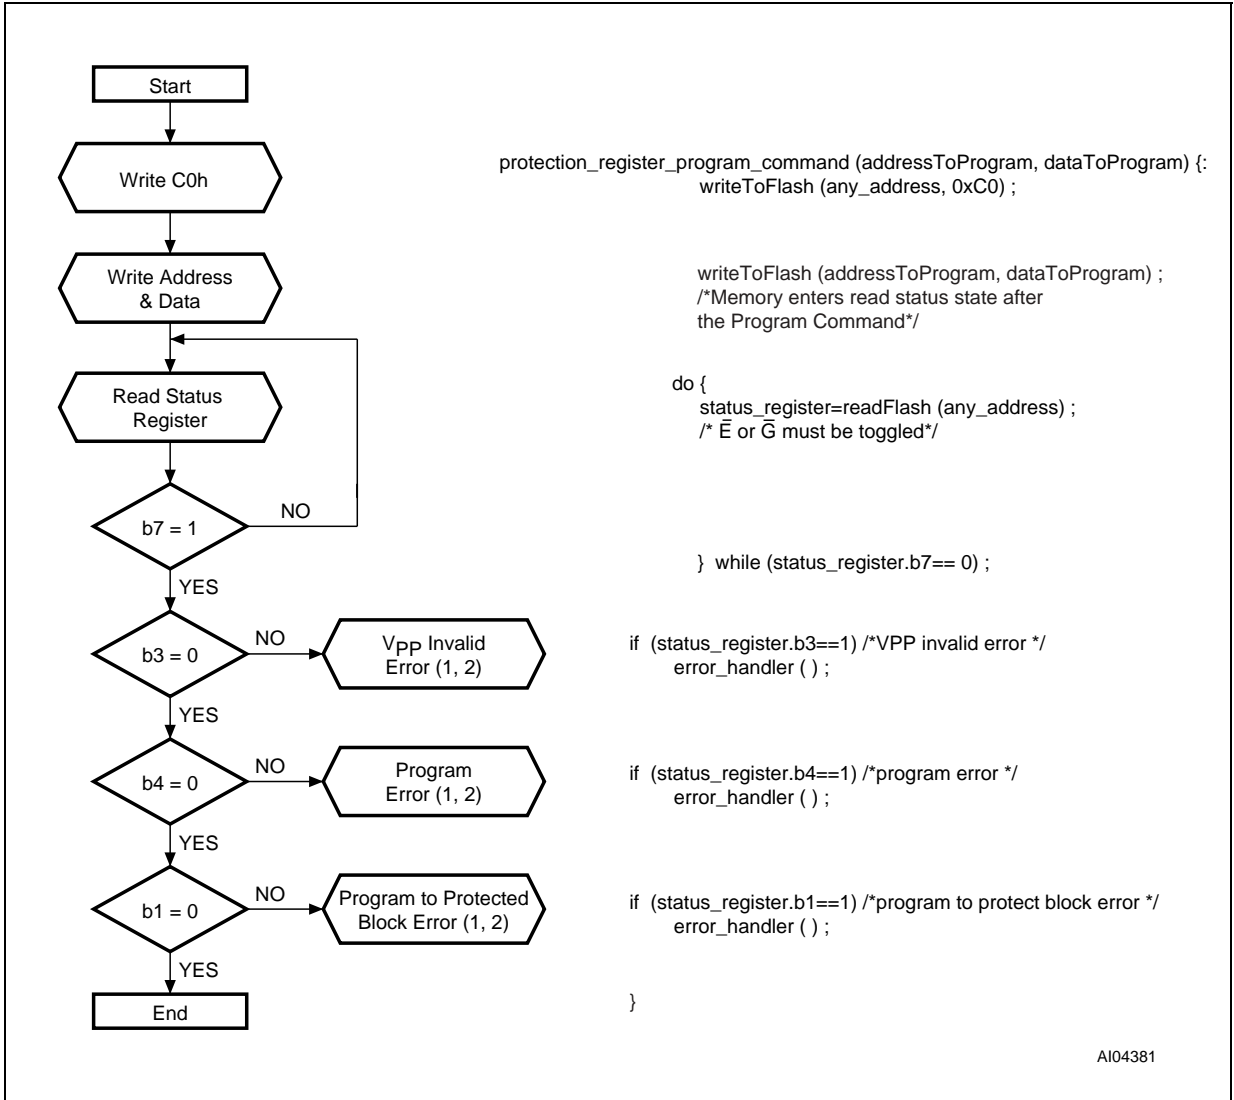 Start
Write C0h
protection_register_program_command (addressToProgram, dataToProgram) {:
writeToFlash (any_address, 0xC0) ;
Write Address
& Data
writeToFlash (addressToProgram, dataToProgram) ;
/*Memory enters read status state after
the Program Command*/
Read Status
Register
do {
status_register=readFlash (any_address) ;
/* E̅ or G̅ must be toggled*/
b7 = 1
NO
} while (status_register.b7== 0) ;
YES
b3 = 0
NO
VPP Invalid
Error (1, 2)
if (status_register.b3==1) /*VPP invalid error */
error_handler ( ) ;
YES
b4 = 0
NO
Program
Error (1, 2)
if (status_register.b4==1) /*program error */
error_handler ( ) ;
YES
b1 = 0
NO
Program to Protected
Block Error (1, 2)
if (status_register.b1==1) /*program to protect block error */
error_handler ( ) ;
YES
End
}
AI04381